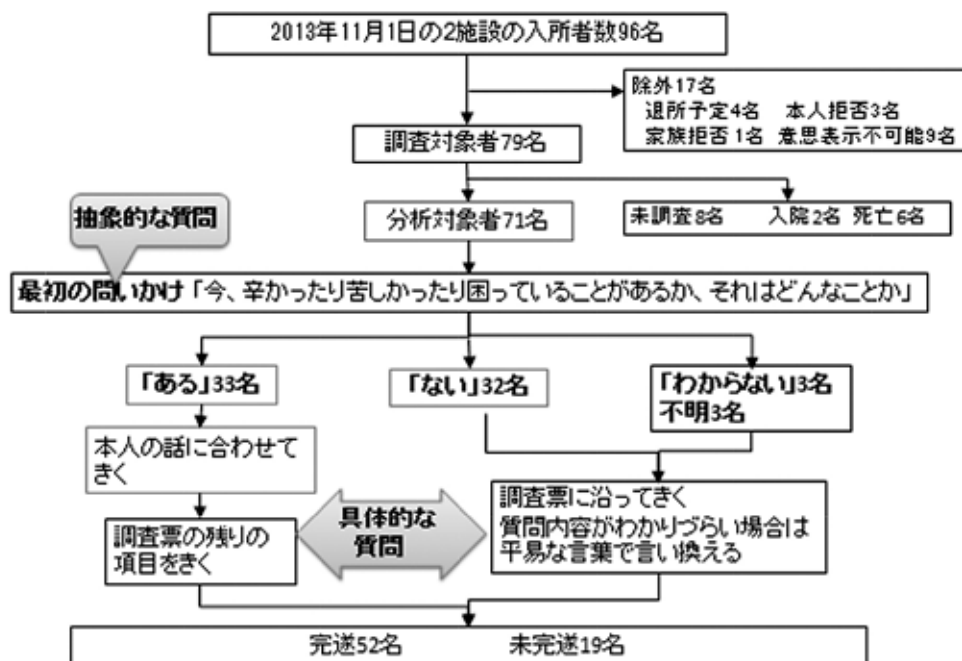 2013年11月1日の2施設の入所者数96名
除外17名
退所予定4名 本人拒否3名
家族拒否1名 意思表示不可能9名
調査対象者79名
抽象的な質問
分析対象者71名
未調査8名 入院2名 死亡6名
最初の問いかけ「今、辛かったり苦しかったり困っていることがあるか、それはどんなことか」
「ある」33名
「ない」32名
「わからない」3名
不明3名
本人の話に合わせて
きく
調査票の残りの
項目をきく
具体的な
質問
調査票に沿ってきく
質問内容がわかりづらい場合は
平易な言葉で言い換える
完遂52名 未完遂19名